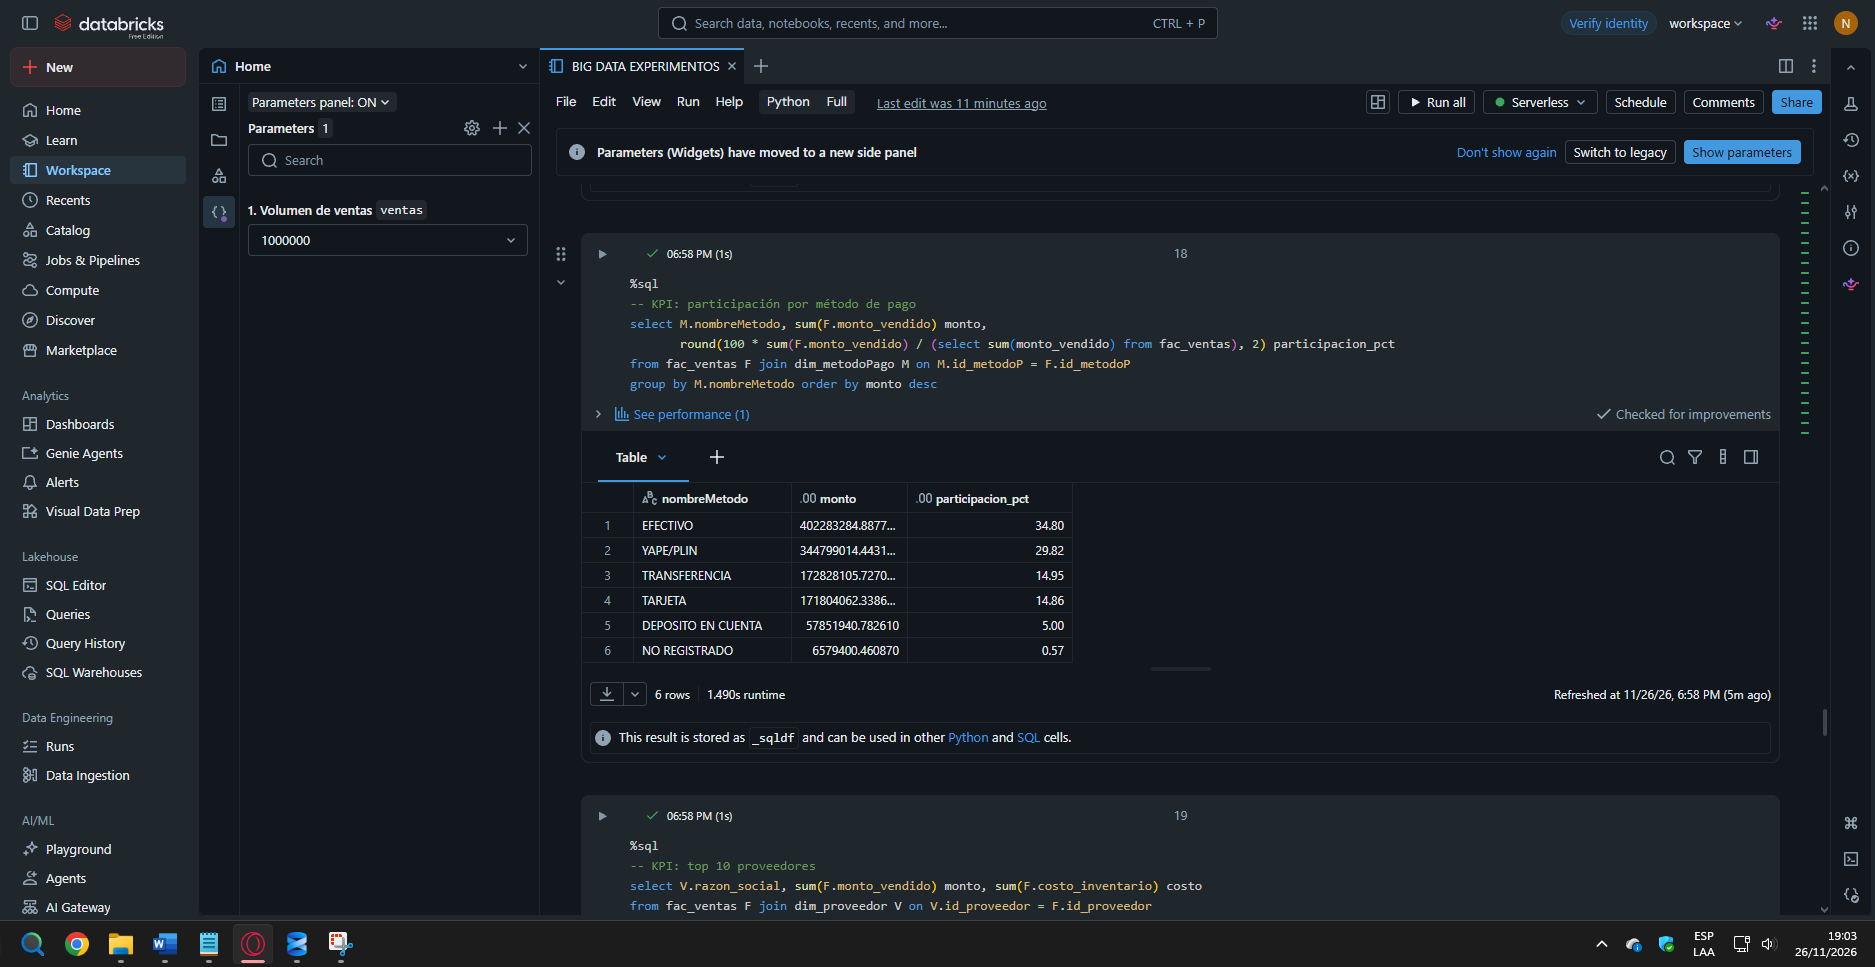 databricks
Free Edition
Search data, notebooks, recents, and more...
CTRL + P
Verify identity
workspace
N
New
Home
Learn
Workspace
Recents
Catalog
Jobs & Pipelines
Compute
Discover
Marketplace
Analytics
Dashboards
Genie Agents
Alerts
Visual Data Prep
Lakehouse
SQL Editor
Queries
Query History
SQL Warehouses
Data Engineering
Runs
Data Ingestion
AI/ML
Playground
Agents
AI Gateway
Home
Parameters panel: ON
Parameters 1
Search
1. Volumen de ventas ventas
1000000
BIG DATA EXPERIMENTOS
File Edit View Run Help Python Full Last edit was 11 minutes ago
Run all Serverless Schedule Comments Share
Parameters (Widgets) have moved to a new side panel
Don't show again Switch to legacy Show parameters
06:58 PM (1s) 18
%sql
-- KPI: participación por método de pago
select M.nombreMetodo, sum(F.monto_vendido) monto,
round(100 * sum(F.monto_vendido) / (select sum(monto_vendido) from fac_ventas), 2) participacion_pct
from fac_ventas F join dim_metodoPago M on M.id_metodoP = F.id_metodoP
group by M.nombreMetodo order by monto desc
See performance (1) Checked for improvements
Table
nombreMetodo .00 monto .00 participacion_pct
1 EFECTIVO 402283284.8877... 34.80
2 YAPE/PLIN 344799014.4431... 29.82
3 TRANSFERENCIA 172828105.7270... 14.95
4 TARJETA 171804062.3386... 14.86
5 DEPOSITO EN CUENTA 57851940.782610 5.00
6 NO REGISTRADO 6579400.460870 0.57
6 rows 1.490s runtime Refreshed at 11/26/26, 6:58 PM (5m ago)
This result is stored as _sqldf and can be used in other Python and SQL cells.
06:58 PM (1s) 19
%sql
-- KPI: top 10 proveedores
select V.razon_social, sum(F.monto_vendido) monto, sum(F.costo_inventario) costo
from fac_ventas F join dim_proveedor V on V.id_proveedor = F.id_proveedor
ESP
LAA
19:03
26/11/2026